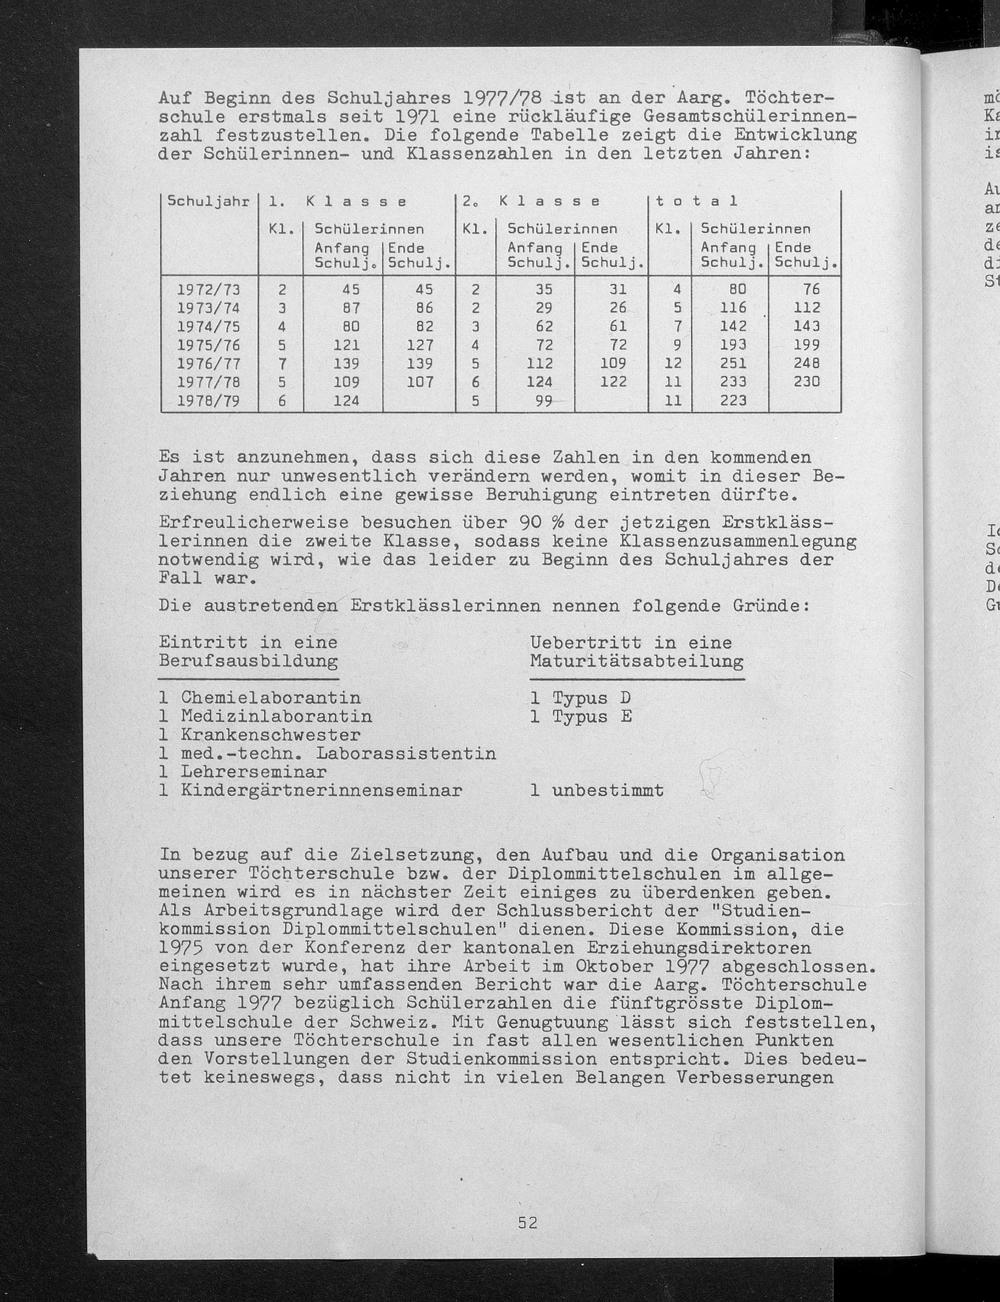 Auf Beginn des Schuljahres 1977/78 ist an der Aarg. Töchter-
schule erstmals seit 1971 eine rückläufige Gesamtschülerinnen-
zahl festzustellen. Die folgende Tabelle zeigt die Entwicklung
der Schülerinnen- und Klassenzahlen in den letzten Jahren:
Schuljahr 1. Klasse 2. Klasse total
Kl. Schülerinnen Kl. Schülerinnen Kl. Schülerinnen
Anfang Ende Anfang Ende Anfang Ende
Schulj. Schulj. Schulj. Schulj. Schulj. Schulj.
1972/73 2 45 45 2 35 31 4 80 76
1973/74 3 87 86 2 29 26 5 116 112
1974/75 4 80 82 3 62 61 7 142 143
1975/76 5 121 127 4 72 72 9 193 199
1976/77 7 139 139 5 112 109 12 251 248
1977/78 5 109 107 6 124 122 11 233 230
1978/79 6 124 5 99 11 223
Es ist anzunehmen, dass sich diese Zahlen in den kommenden
Jahren nur unwesentlich verändern werden, womit in dieser Be-
ziehung endlich eine gewisse Beruhigung eintreten dürfte.
Erfreulicherweise besuchen über 90 % der jetzigen Erstkläss-
lerinnen die zweite Klasse, sodass keine Klassenzusammenlegung
notwendig wird, wie das leider zu Beginn des Schuljahres der
Fall war.
Die austretenden Erstklässlerinnen nennen folgende Gründe:
Eintritt in eine Uebertritt in eine
Berufsausbildung Maturitätsabteilung
1 Chemielaborantin 1 Typus D
1 Medizinlaborantin 1 Typus E
1 Krankenschwester
1 med.-techn. Laborassistentin
1 Lehrerseminar
1 Kindergärtnerinnenseminar 1 unbestimmt
In bezug auf die Zielsetzung, den Aufbau und die Organisation
unserer Töchterschule bzw. der Diplommittelschulen im allge-
meinen wird es in nächster Zeit einiges zu überdenken geben.
Als Arbeitsgrundlage wird der Schlussbericht der "Studien-
kommission Diplommittelschulen" dienen. Diese Kommission, die
1975 von der Konferenz der kantonalen Erziehungsdirektoren
eingesetzt wurde, hat ihre Arbeit im Oktober 1977 abgeschlossen.
Nach ihrem sehr umfassenden Bericht war die Aarg. Töchterschule
Anfang 1977 bezüglich Schülerzahlen die fünftgrösste Diplom-
mittelschule der Schweiz. Mit Genugtuung lässt sich feststellen,
dass unsere Töchterschule in fast allen wesentlichen Punkten
den Vorstellungen der Studienkommission entspricht. Dies bedeu-
tet keineswegs, dass nicht in vielen Belangen Verbesserungen
52